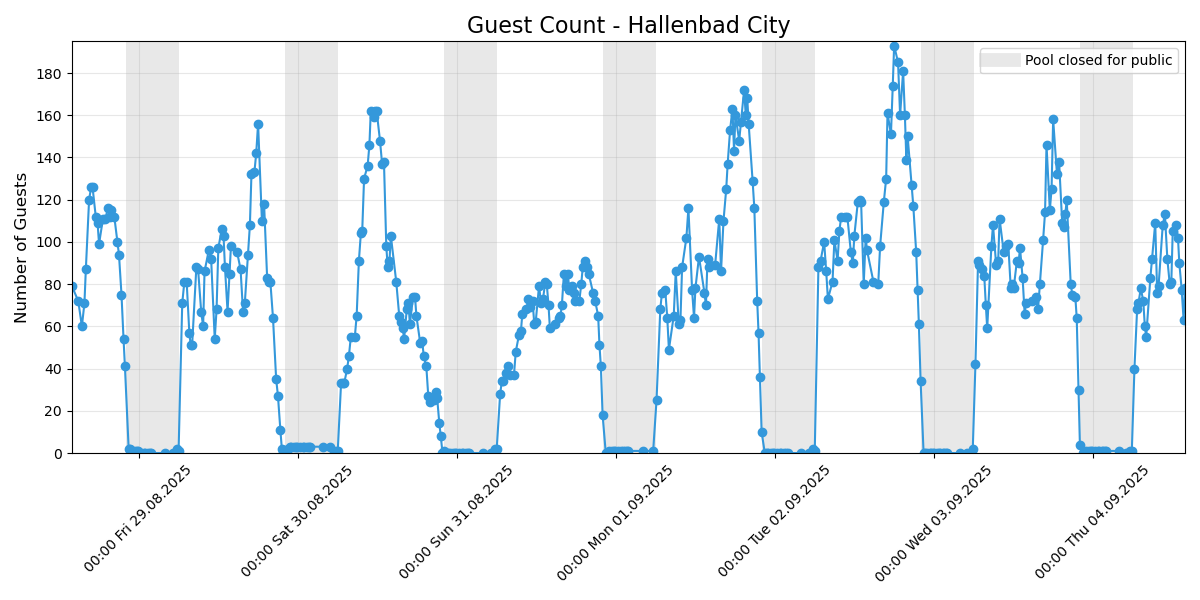 Guest Count - Hallenbad City
Pool closed for public
Number of Guests
180
160
140
120
100
80
60
40
20
0
00:00 Fri 29.08.2025
00:00 Sat 30.08.2025
00:00 Sun 31.08.2025
00:00 Mon 01.09.2025
00:00 Tue 02.09.2025
00:00 Wed 03.09.2025
00:00 Thu 04.09.2025